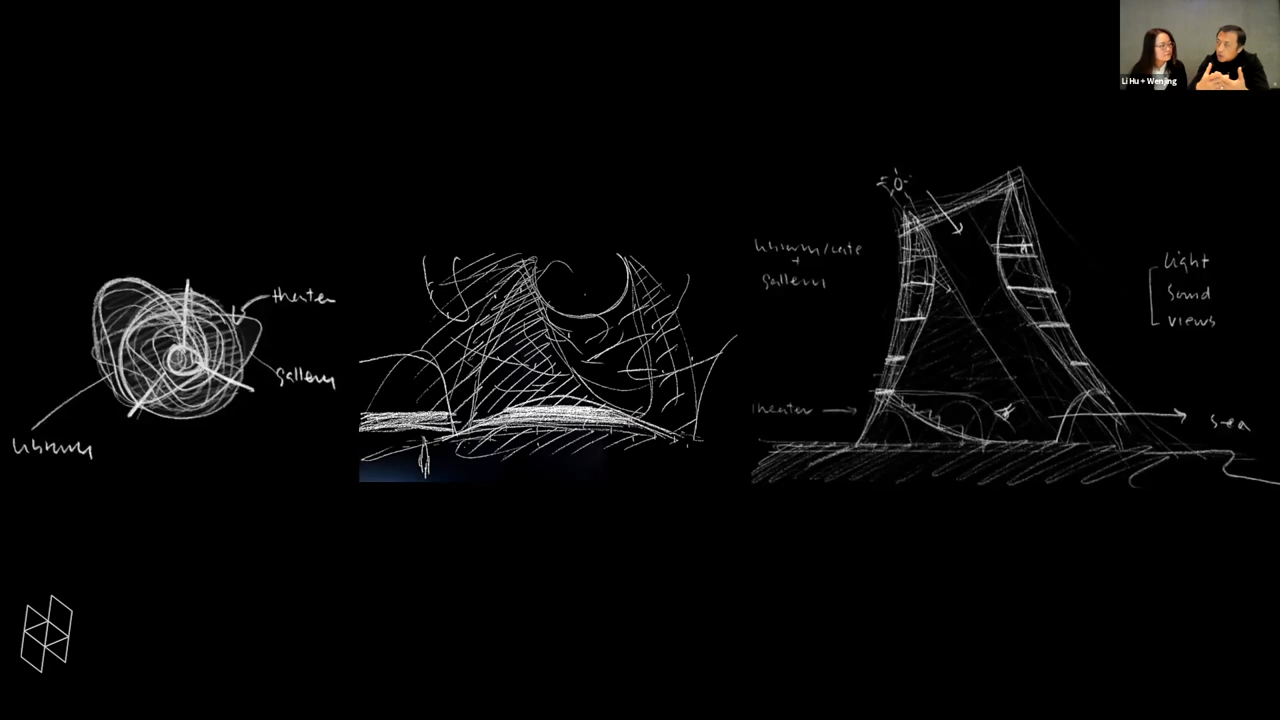 Li Hu + Wenjing
theater
gallery
library
library/cafe
+
gallery
theater
light
sound
views
sea